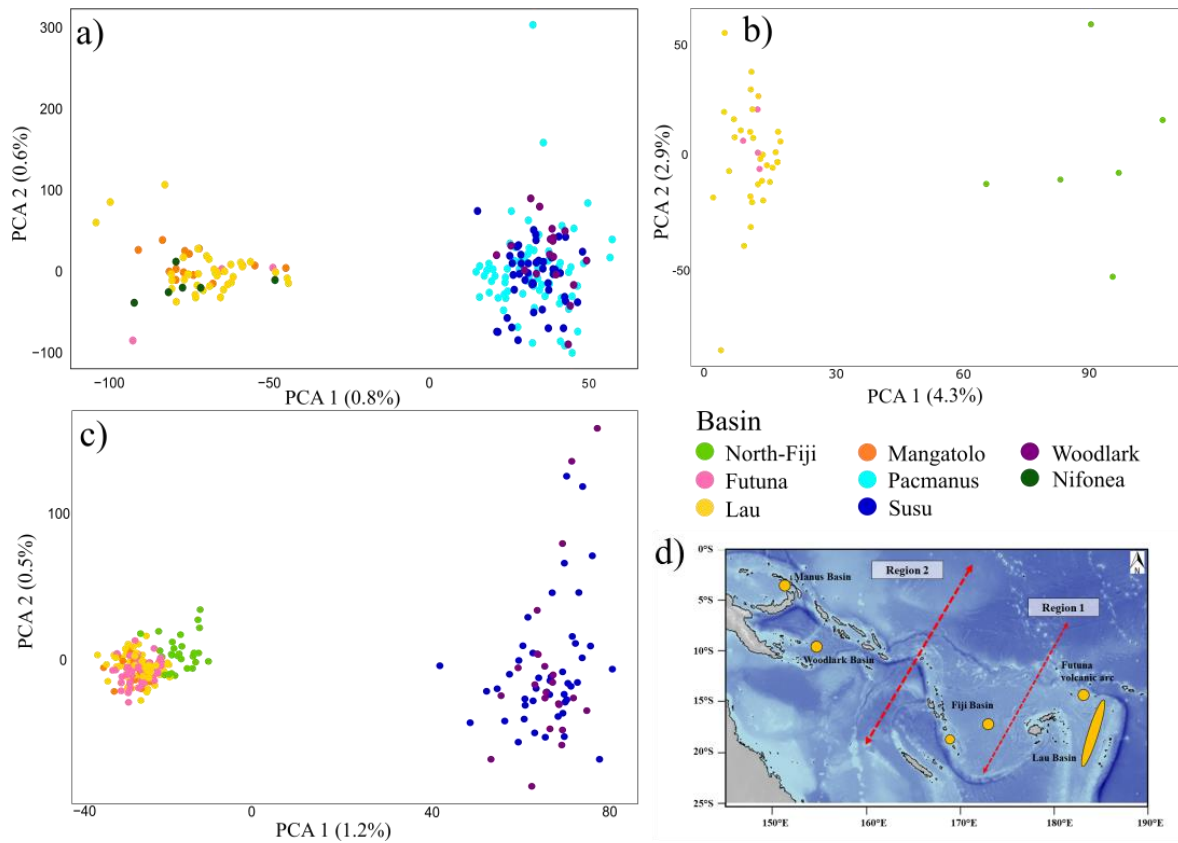 a)
300
200
100
0
−100
PCA 2 (0.6%)
−100
−50
0
50
PCA 1 (0.8%)
b)
50
0
-50
PCA 2 (2.9%)
0
30
60
90
PCA 1 (4.3%)
c)
100
0
PCA 2 (0.5%)
−40
0
40
80
PCA 1 (1.2%)
Basin
North-Fiji
Mangatolo
Woodlark
Futuna
Pacmanus
Nifonea
Lau
Susu
d)
0°S
5°S
10°S
15°S
20°S
25°S
Manus Basin
Region 2
N
Region 1
Woodlark Basin
Futuna
volcanic arc
Fiji Basin
Lau Basin
150°E
160°E
170°E
180°E
190°E